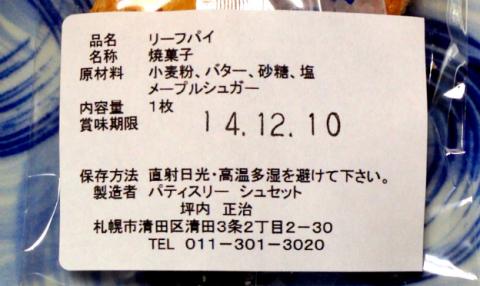 品名 リーフパイ
名称 焼菓子
原材料 小麦粉、バター、砂糖、塩
メープルシュガー
内容量 1枚
賞味期限 14.12.10
保存方法 直射日光・高温多湿を避けて下さい。
製造者 パティスリー シュセット
坪内 正治
札幌市清田区清田3条2丁目2-30
TEL 011-301-3020